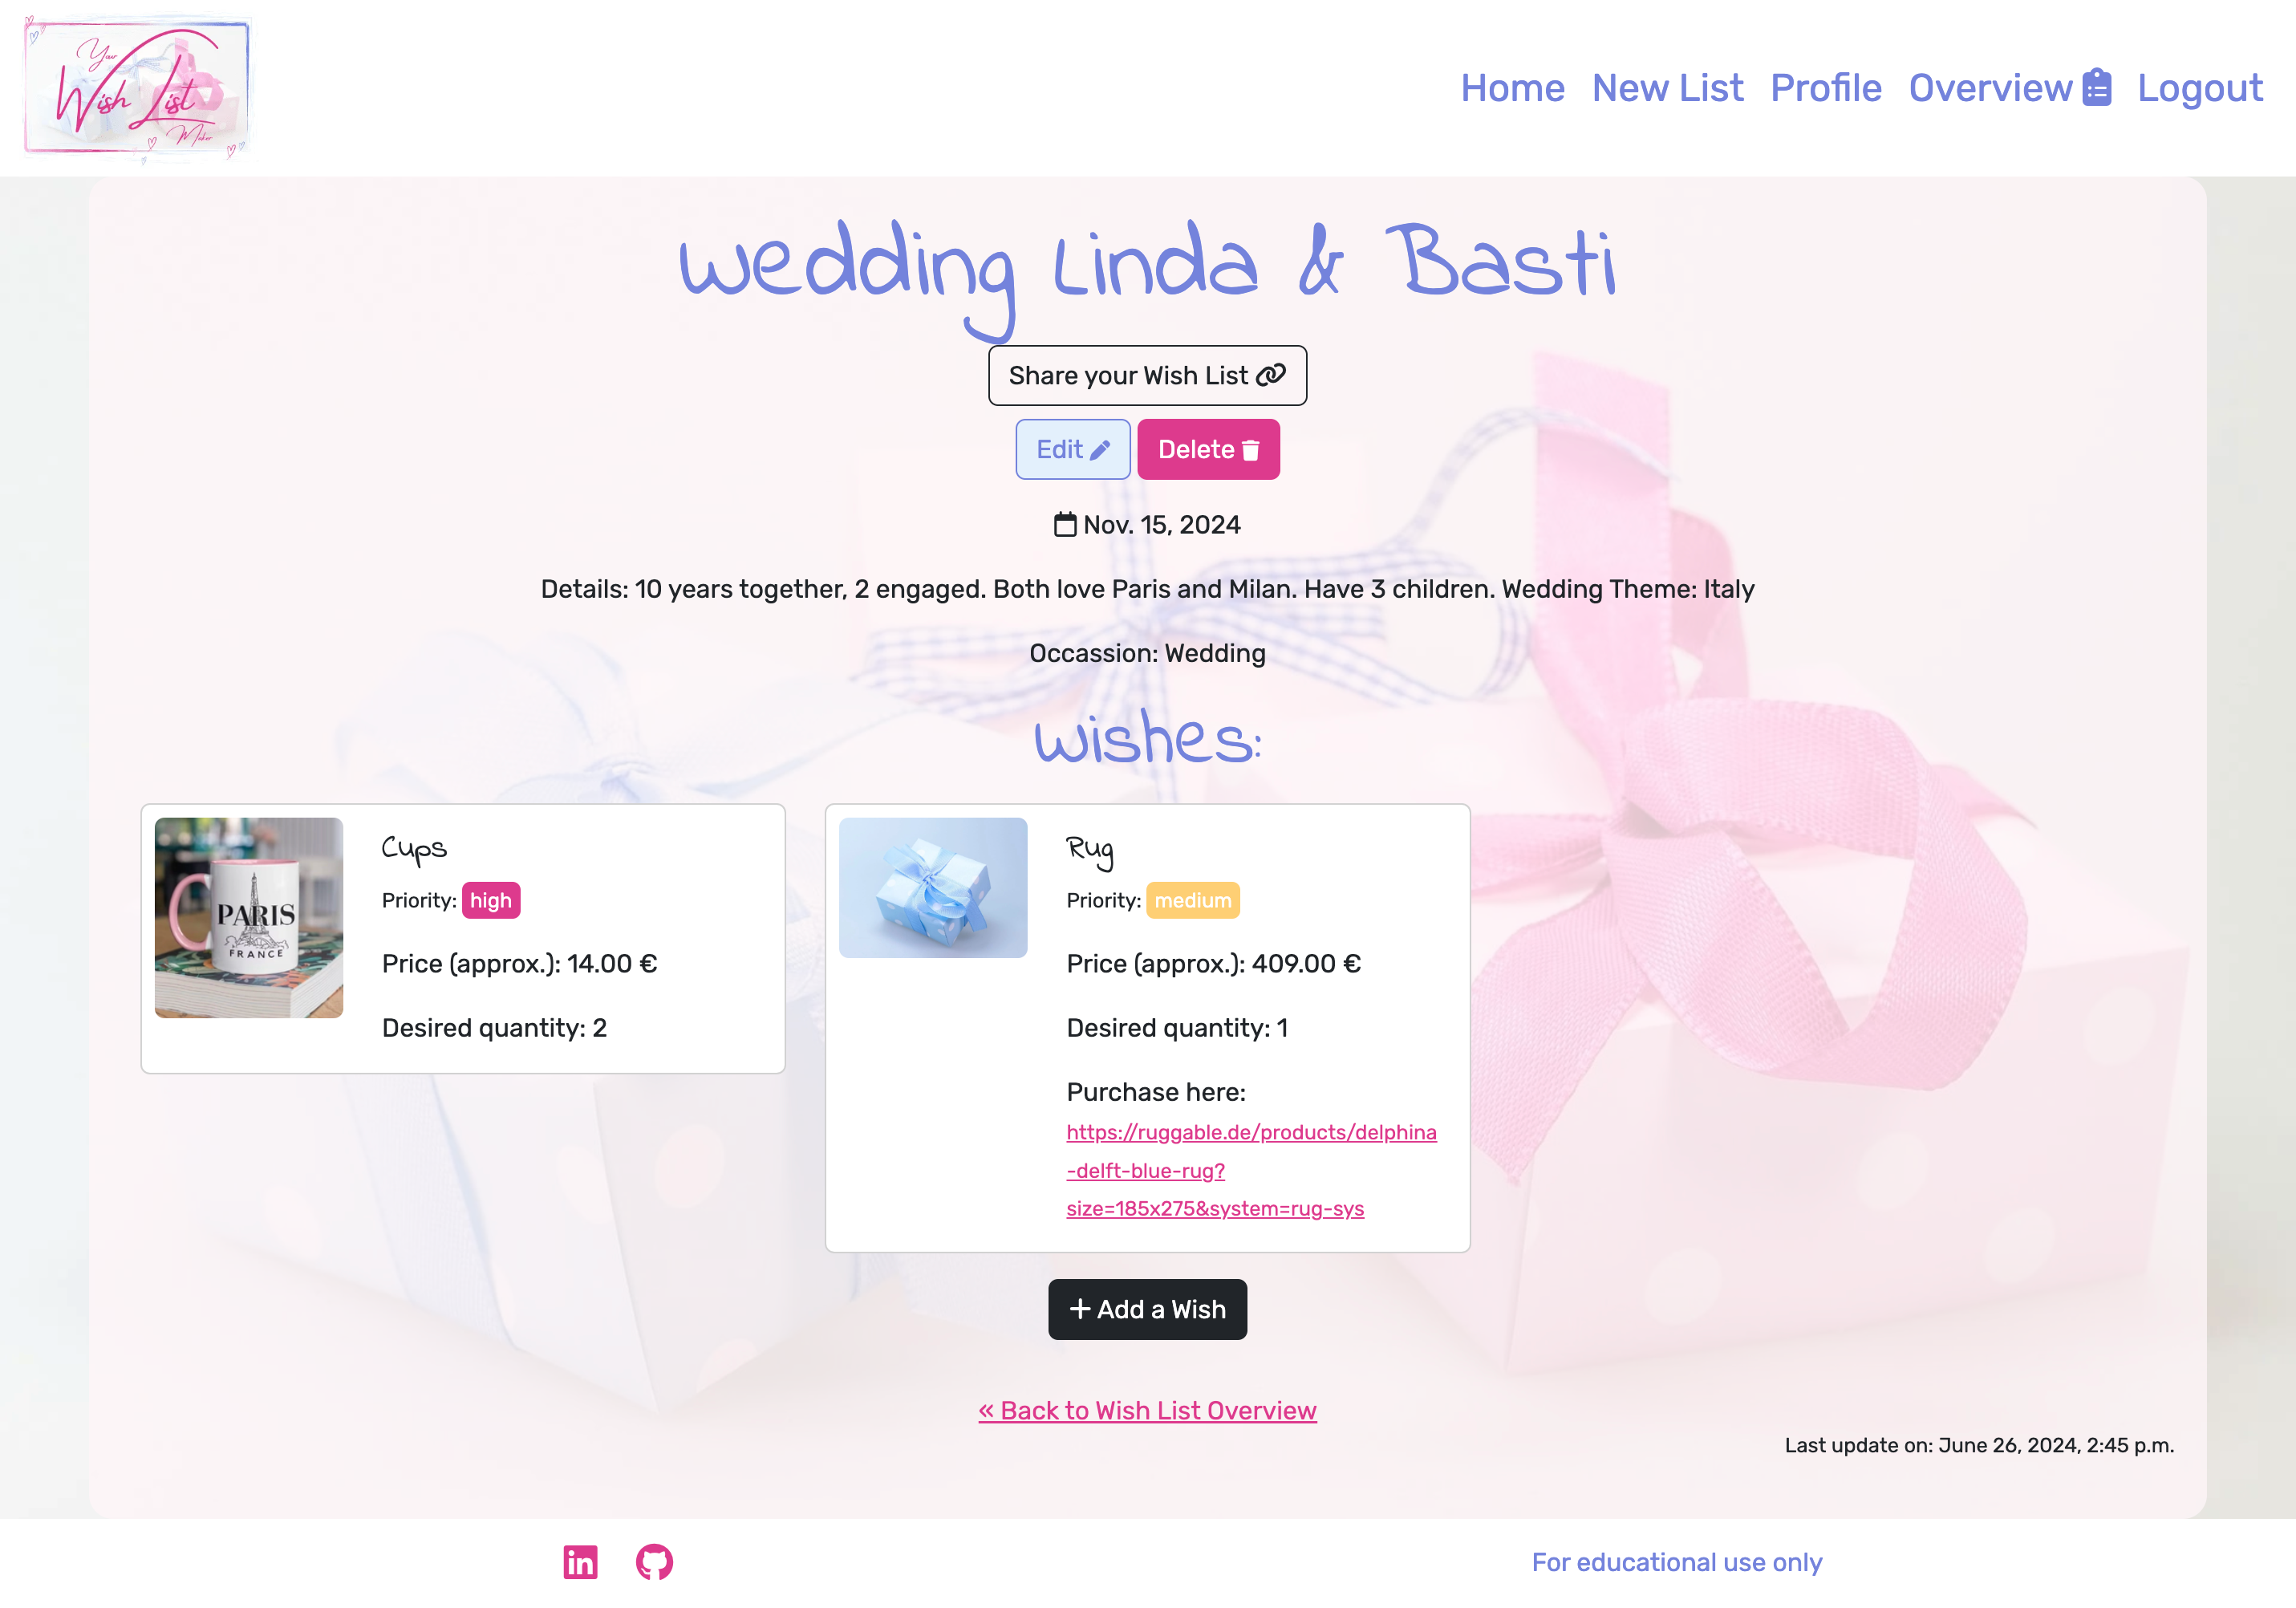 Your
Wish List
Maker
Home New List Profile Overview Logout
Wedding Linda & Basti
Share your Wish List
Edit Delete
Nov. 15, 2024
Details: 10 years together, 2 engaged. Both love Paris and Milan. Have 3 children. Wedding Theme: Italy
Occassion: Wedding
Wishes:
PARIS
FRANCE
Cups
Priority: high
Price (approx.): 14.00 €
Desired quantity: 2
Rug
Priority: medium
Price (approx.): 409.00 €
Desired quantity: 1
Purchase here:
https://ruggable.de/products/delphina
-delft-blue-rug?
size=185x275&system=rug-sys
+ Add a Wish
« Back to Wish List Overview
Last update on: June 26, 2024, 2:45 p.m.
in
For educational use only